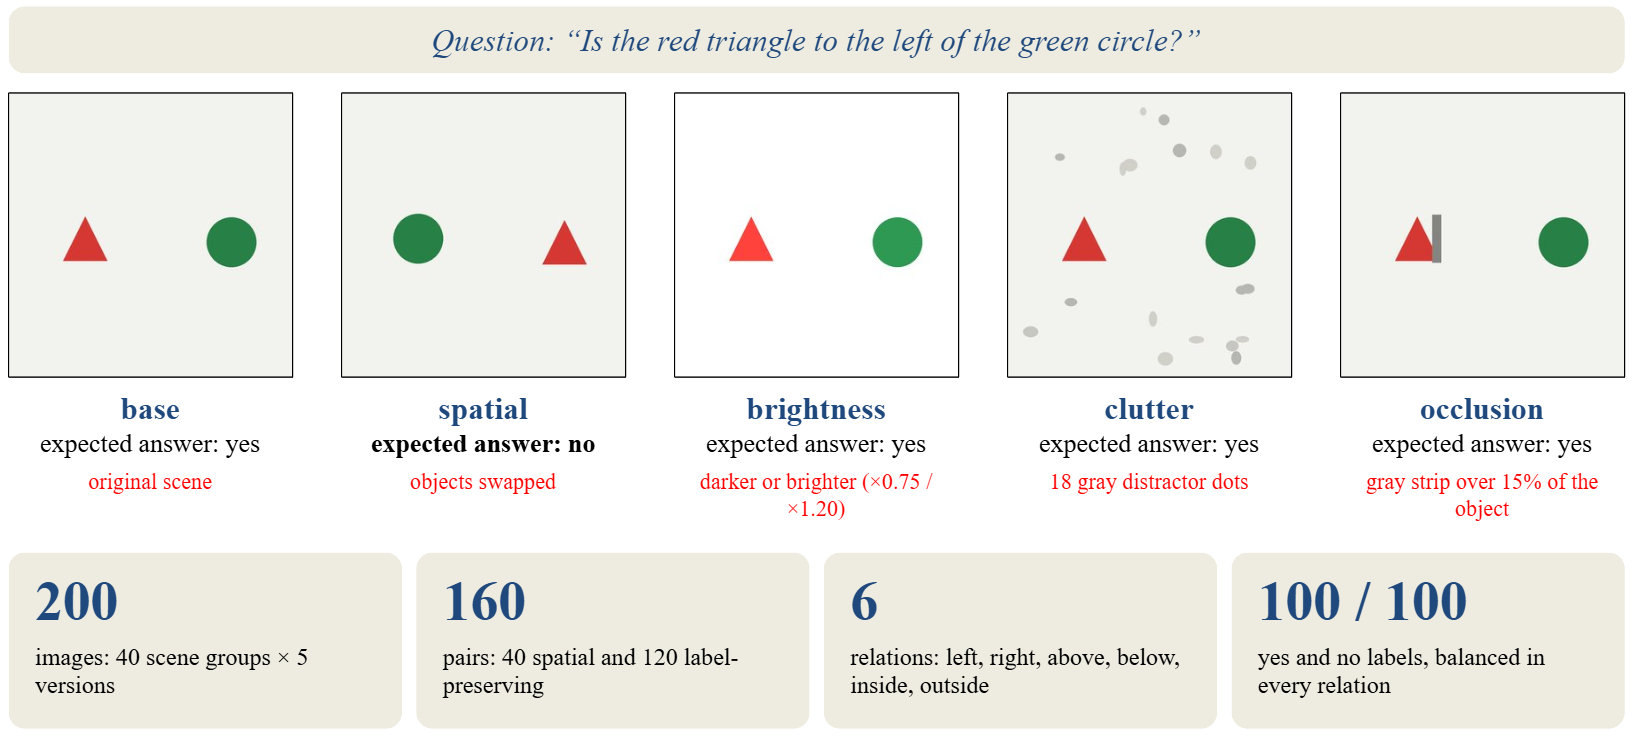 Question: “Is the red triangle to the left of the green circle?”
base
expected answer: yes
original scene
spatial
expected answer: no
objects swapped
brightness
expected answer: yes
darker or brighter (×0.75 /
×1.20)
clutter
expected answer: yes
18 gray distractor dots
occlusion
expected answer: yes
gray strip over 15% of the
object
200
images: 40 scene groups × 5
versions
160
pairs: 40 spatial and 120 label-
preserving
6
relations: left, right, above, below,
inside, outside
100 / 100
yes and no labels, balanced in
every relation